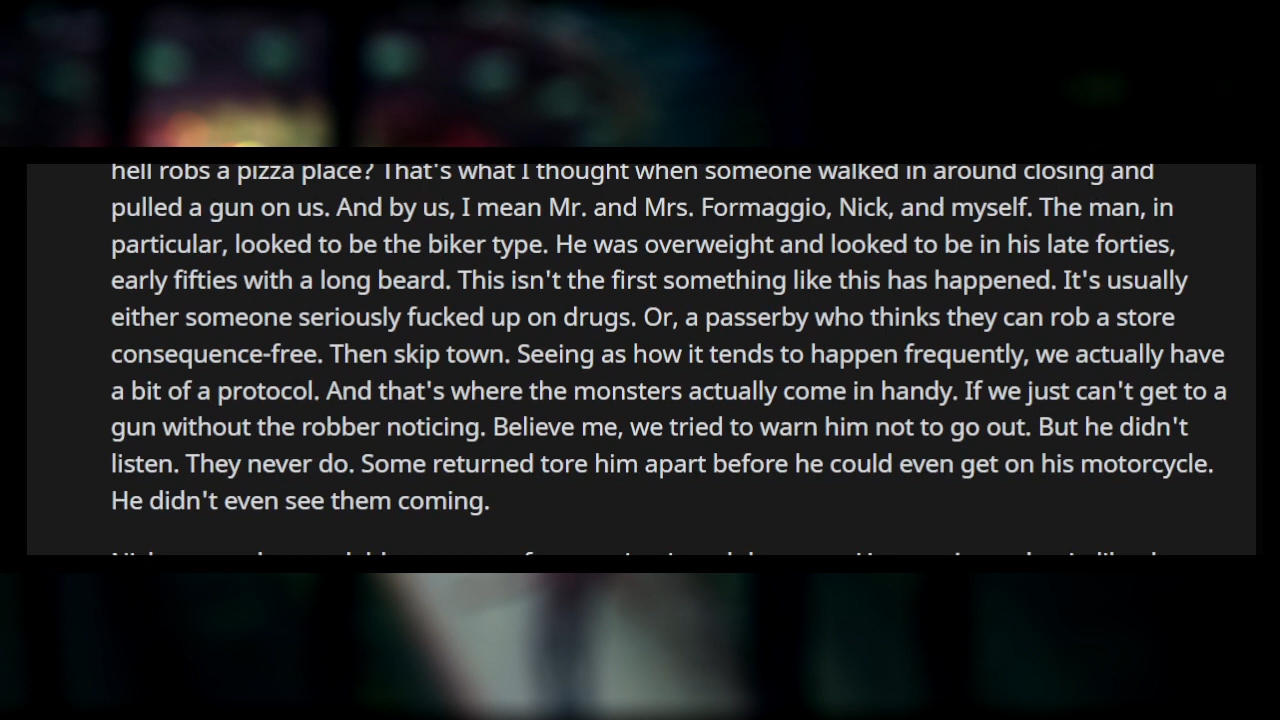 hell robs a pizza place? That's what I thought when someone walked in around closing and
pulled a gun on us. And by us, I mean Mr. and Mrs. Formaggio, Nick, and myself. The man, in
particular, looked to be the biker type. He was overweight and looked to be in his late forties,
early fifties with a long beard. This isn't the first something like this has happened. It's usually
either someone seriously fucked up on drugs. Or, a passerby who thinks they can rob a store
consequence-free. Then skip town. Seeing as how it tends to happen frequently, we actually have
a bit of a protocol. And that's where the monsters actually come in handy. If we just can't get to a
gun without the robber noticing. Believe me, we tried to warn him not to go out. But he didn't
listen. They never do. Some returned tore him apart before he could even get on his motorcycle.
He didn't even see them coming.